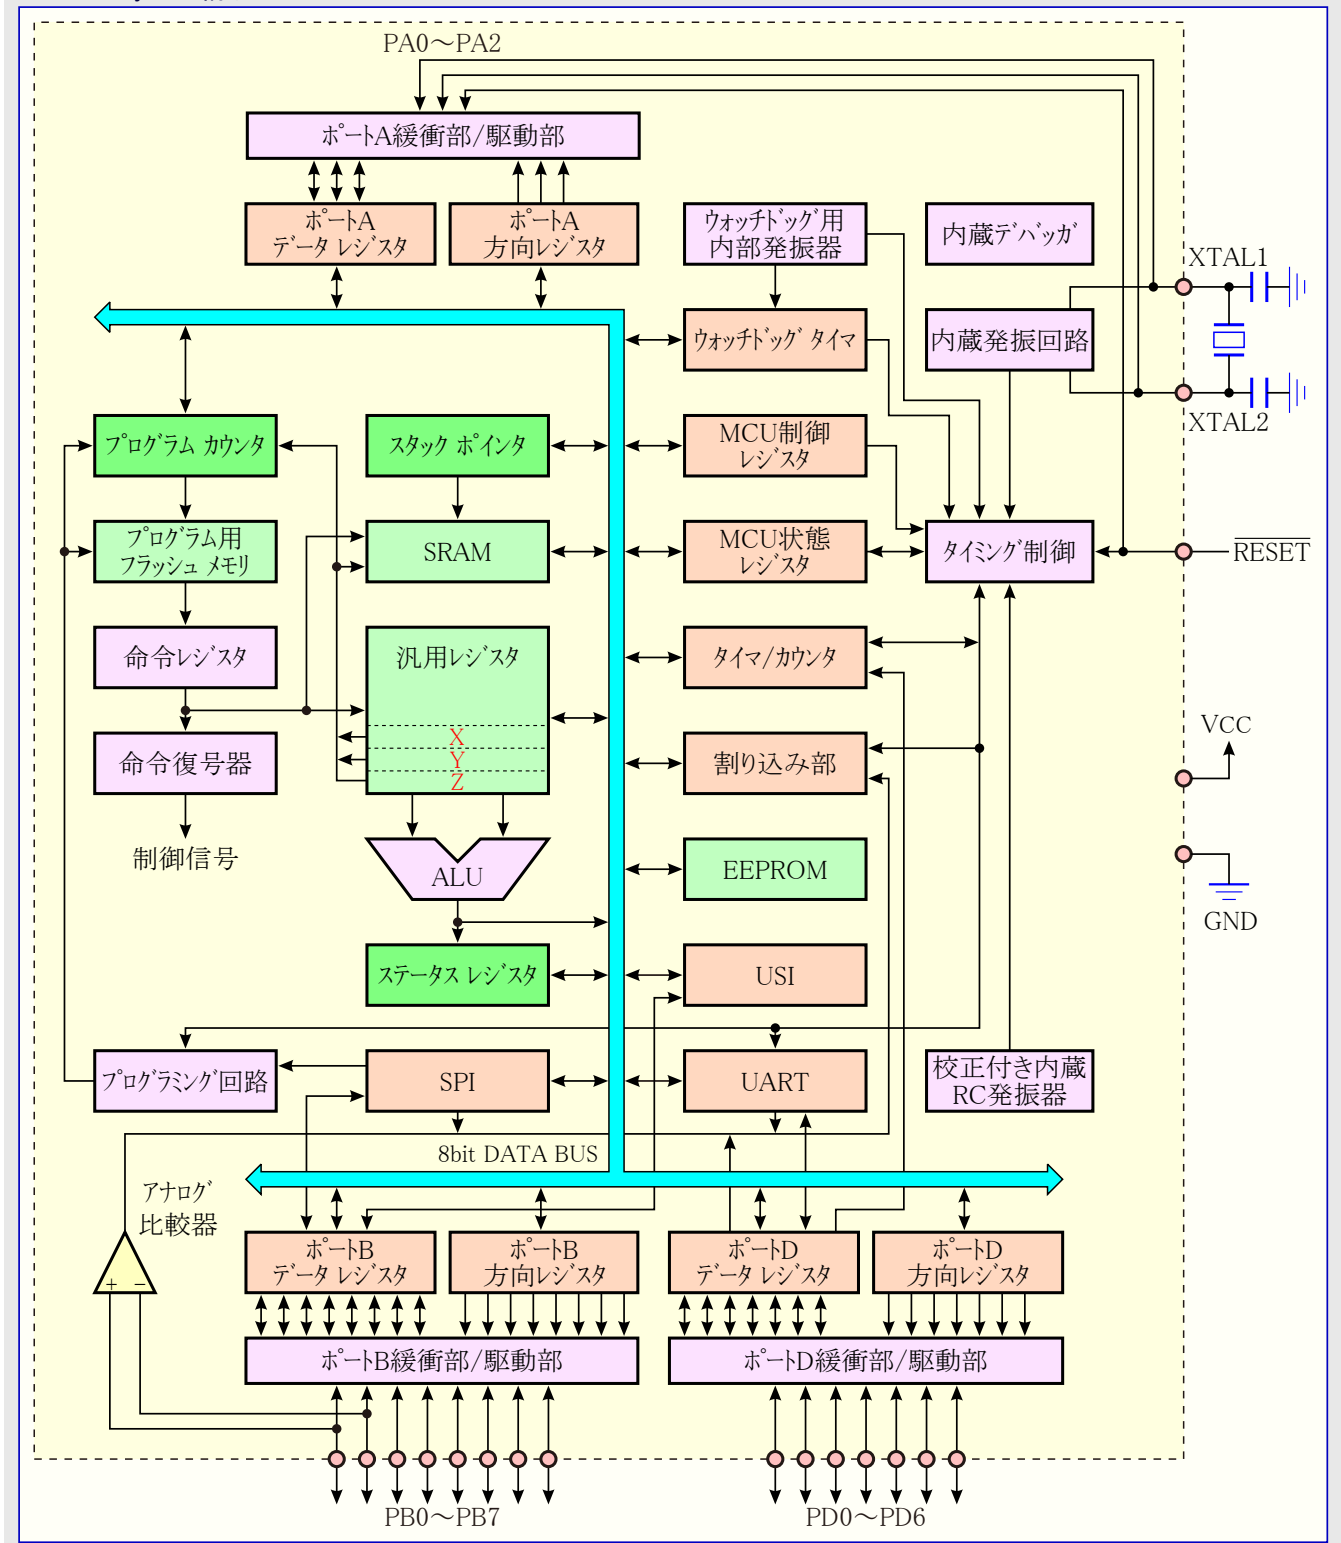 PA0～PA2
ポートA緩衝部/駆動部
ポートA
データ レジスタ
ポートA
方向レジスタ
ウォッチドッグ用
内部発振器
内蔵デバッガ
XTAL1
ウォッチドッグ タイマ
内蔵発振回路
XTAL2
プログラム カウンタ
スタック ポインタ
MCU制御
レジスタ
プログラム用
フラッシュ メモリ
SRAM
MCU状態
レジスタ
タイミング制御
RESET
命令レジスタ
汎用レジスタ
タイマ/カウンタ
X
Y
Z
命令復号器
割り込み部
VCC
制御信号
ALU
EEPROM
GND
ステータス レジスタ
USI
プログラミング回路
SPI
UART
校正付き内蔵
RC発振器
8bit DATA BUS
アナログ
比較器
+ −
ポートB
データ レジスタ
ポートB
方向レジスタ
ポートD
データ レジスタ
ポートD
方向レジスタ
ポートB緩衝部/駆動部
ポートD緩衝部/駆動部
PB0～PB7
PD0～PD6